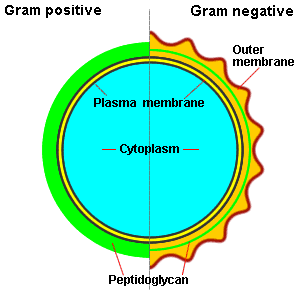 Gram positive
Gram negative
Outer
membrane
Plasma membrane
Cytoplasm
Peptidoglycan